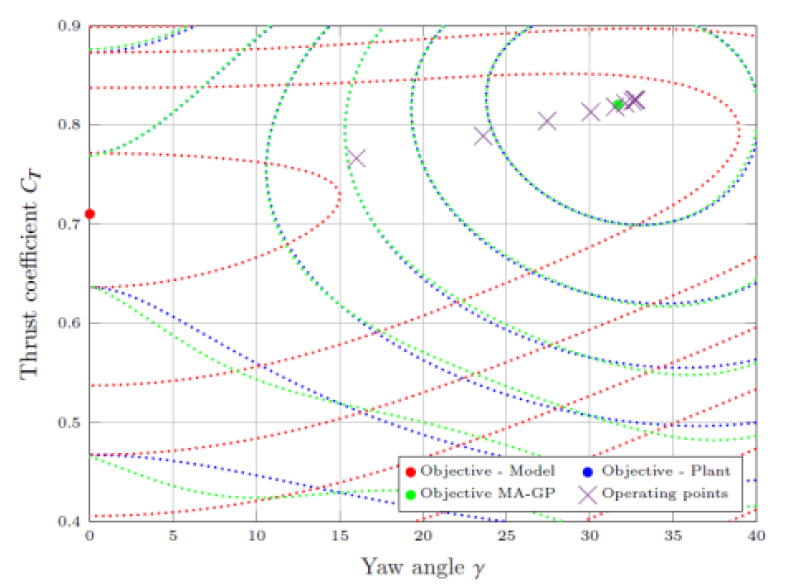 0.9
0.8
0.7
0.6
0.5
0.4
Thrust coefficient C_T
0 5 10 15 20 25 30 35 40
Yaw angle γ
Objective - Model Objective - Plant
Objective MA-GP Operating points